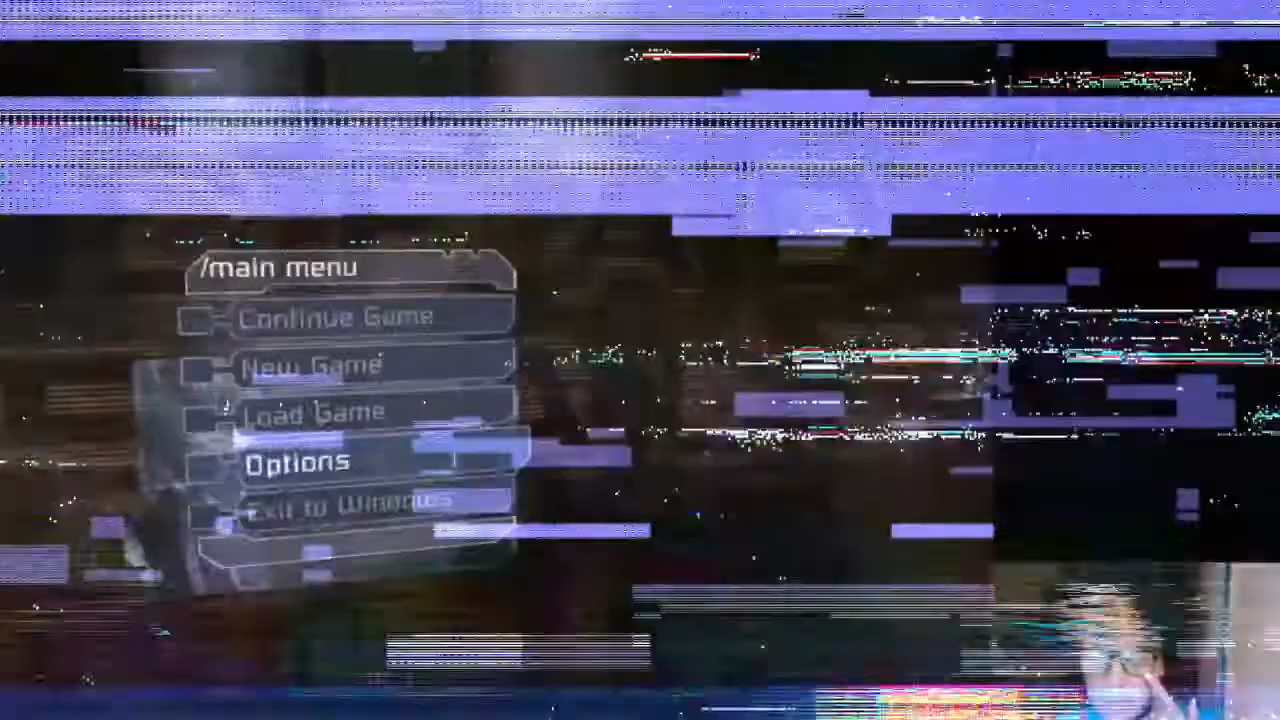 /main menu
Continue Game
New Game
Load Game
Options
Exit to Windows